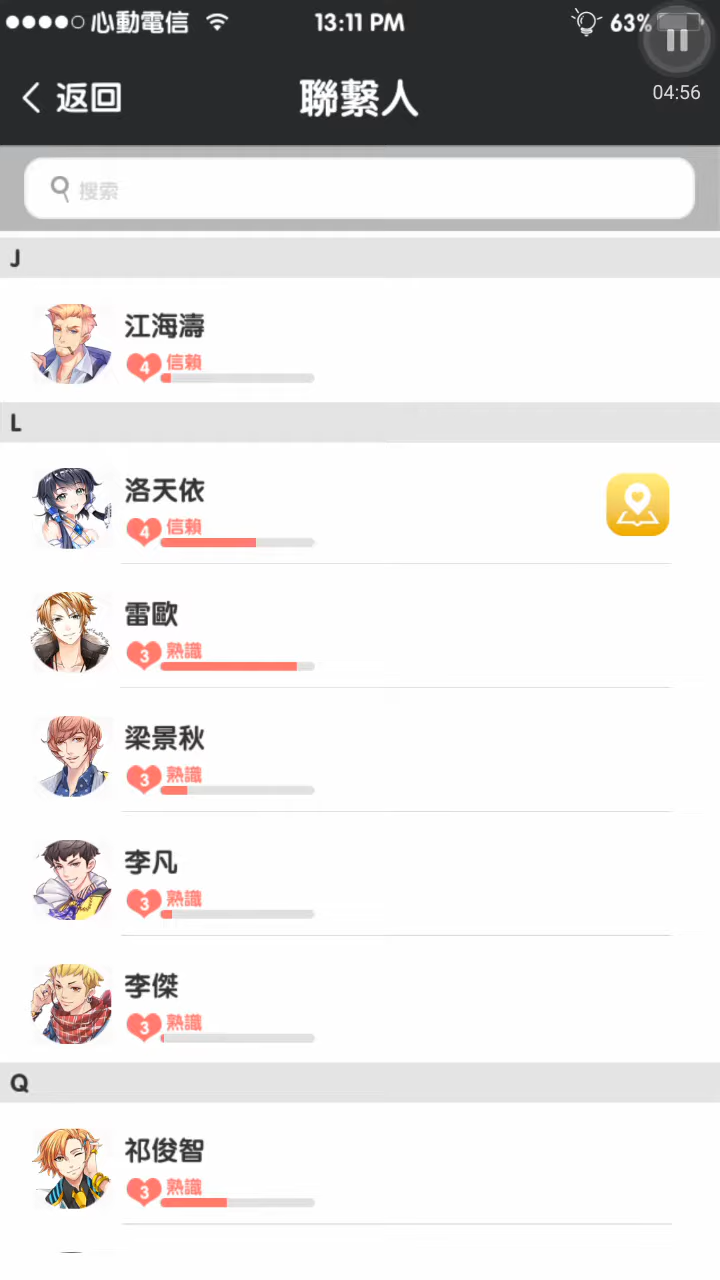 心動電信 13:11 PM 63%
返回 聯繫人 04:56
搜索
J
江海濤
4 信賴
L
洛天依
4 信賴
雷歐
3 熟識
梁景秋
3 熟識
李凡
3 熟識
李傑
3 熟識
Q
祁俊智
3 熟識